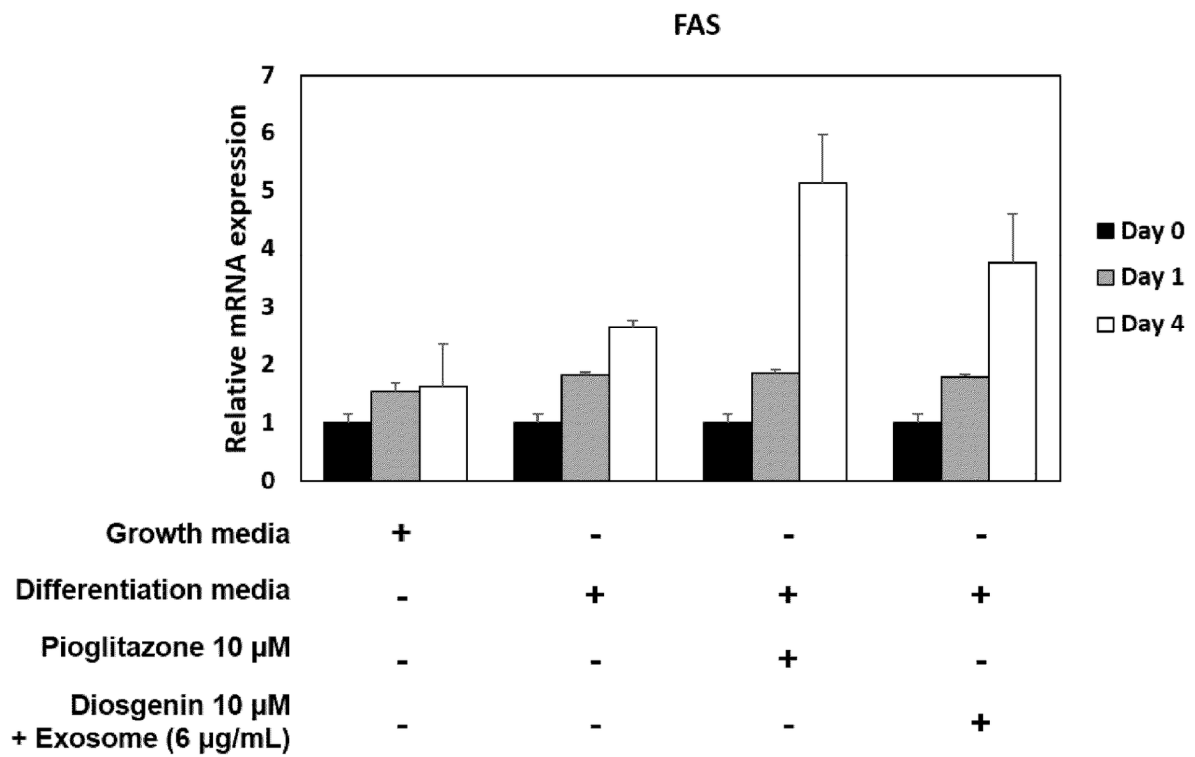 FAS
Relative mRNA expression
7
6
5
4
3
2
1
0
Day 0
Day 1
Day 4
Growth media + - - -
Differentiation media - + + +
Pioglitazone 10 µM - - + -
Diosgenin 10 µM
+ Exosome (6 µg/mL) - - - +